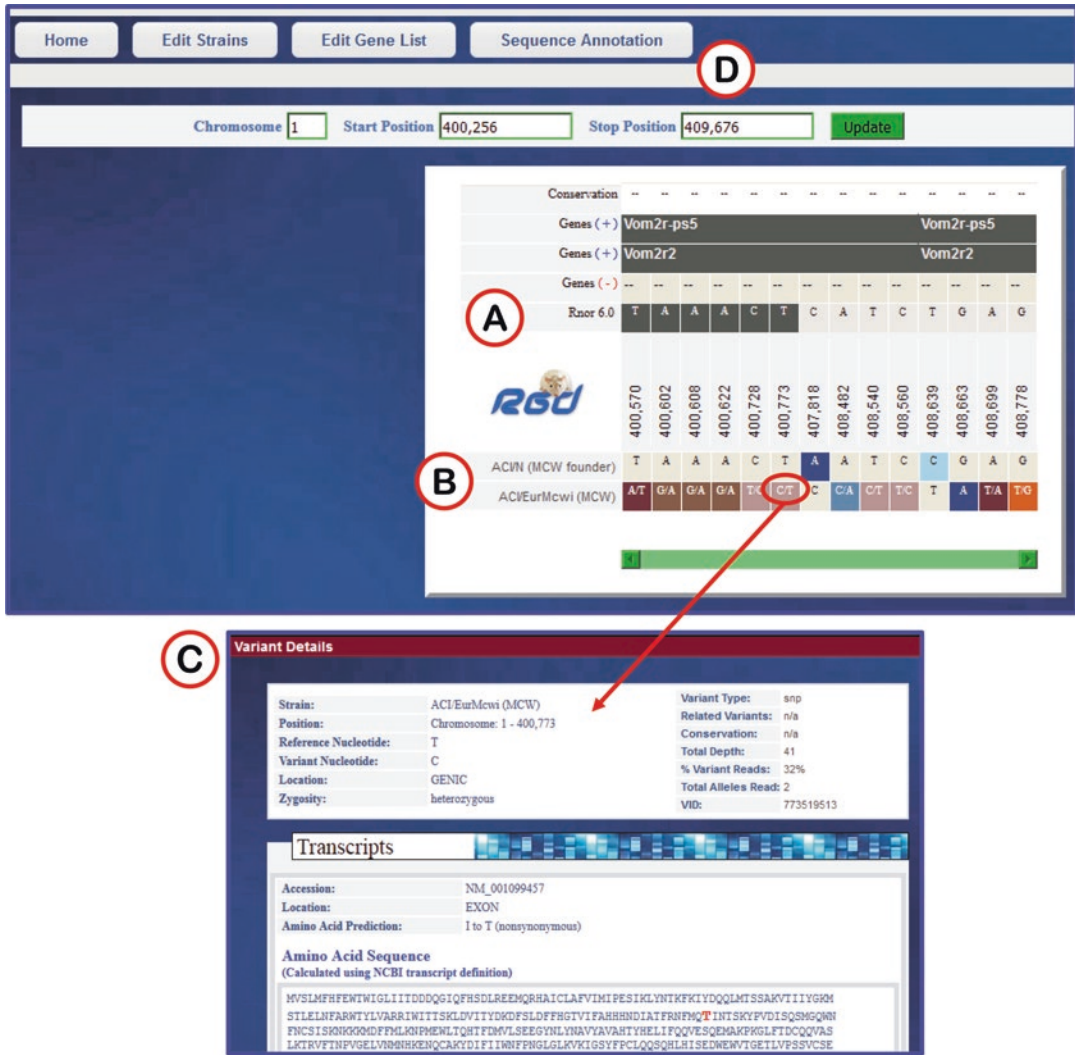 Home Edit Strains Edit Gene List Sequence Annotation
D
Chromosome 1 Start Position 400,256 Stop Position 409,676 Update
Conservation -- -- -- -- -- -- -- -- -- -- -- -- -- --
Genes (+) Vom2r-ps5 Vom2r-ps5
Genes (+) Vom2r2 Vom2r2
Genes (-) -- -- -- -- -- -- -- -- -- -- -- -- -- --
A
Rnor 6.0 T A A A C T C A T C T G A G
RGD
400,570 400,602 400,608 400,622 400,728 400,773 407,818 408,482 408,540 408,560 408,639 408,663 408,699 408,778
ACI/N (MCW founder) T A A A C T A A T C C G A G
B
ACI/EurMcwi (MCW) A/T G/A G/A G/A T/C C/T C C/A C/T T/C T A T/A T/G
C
Variant Details
Strain: ACI/EurMcwi (MCW) Variant Type: snp
Position: Chromosome: 1 - 400,773 Related Variants: n/a
Reference Nucleotide: T Conservation: n/a
Variant Nucleotide: C Total Depth: 41
Location: GENIC % Variant Reads: 32%
Zygosity: heterozygous Total Alleles Read: 2
VID: 773519513
Transcripts
Accession: NM_001099457
Location: EXON
Amino Acid Prediction: I to T (nonsynonymous)
Amino Acid Sequence
(Calculated using NCBI transcript definition)
MVSLMFHFEWTWIGLIITDDDQGIQFHSDLREEMQRHAICLAFVIMIPESIKLYNTKFKIYDQQLMTSSAKVTIIYGKM
STLELNFARWTYLVARRIWITTSKLDVITYDKDFSLDFFHGTVIFAHHHNDIATFRNFMQTINTSKYPVDISQSMGQWN
FNCSISKNKKKMDFFMLKNPMEWLTQHTFDMVLSEEGYNLYNAVYAVAHTYHELIFQQVESQEMAKPKGLFTDCQQVAS
LKTRVFTNPVGELVNMNHKENQCAKYDIFIIWNFPNGLGLKVKIGSYFPCLQQSQHLHISEDWEWVTGETLVPSSVCSE